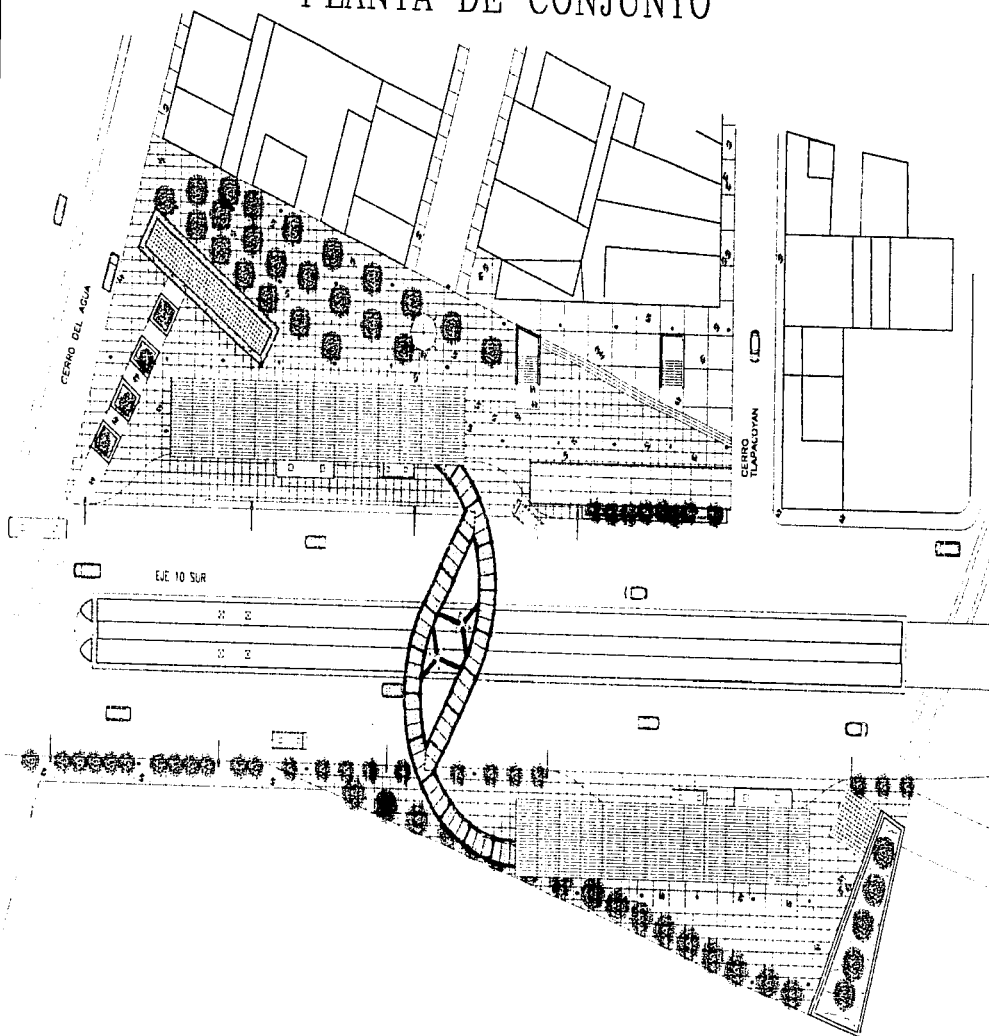 PLANTA DE CONJUNTO
CERRO DEL AGUA
CERRO
TLAPACOYAN
EJE 10 SUR